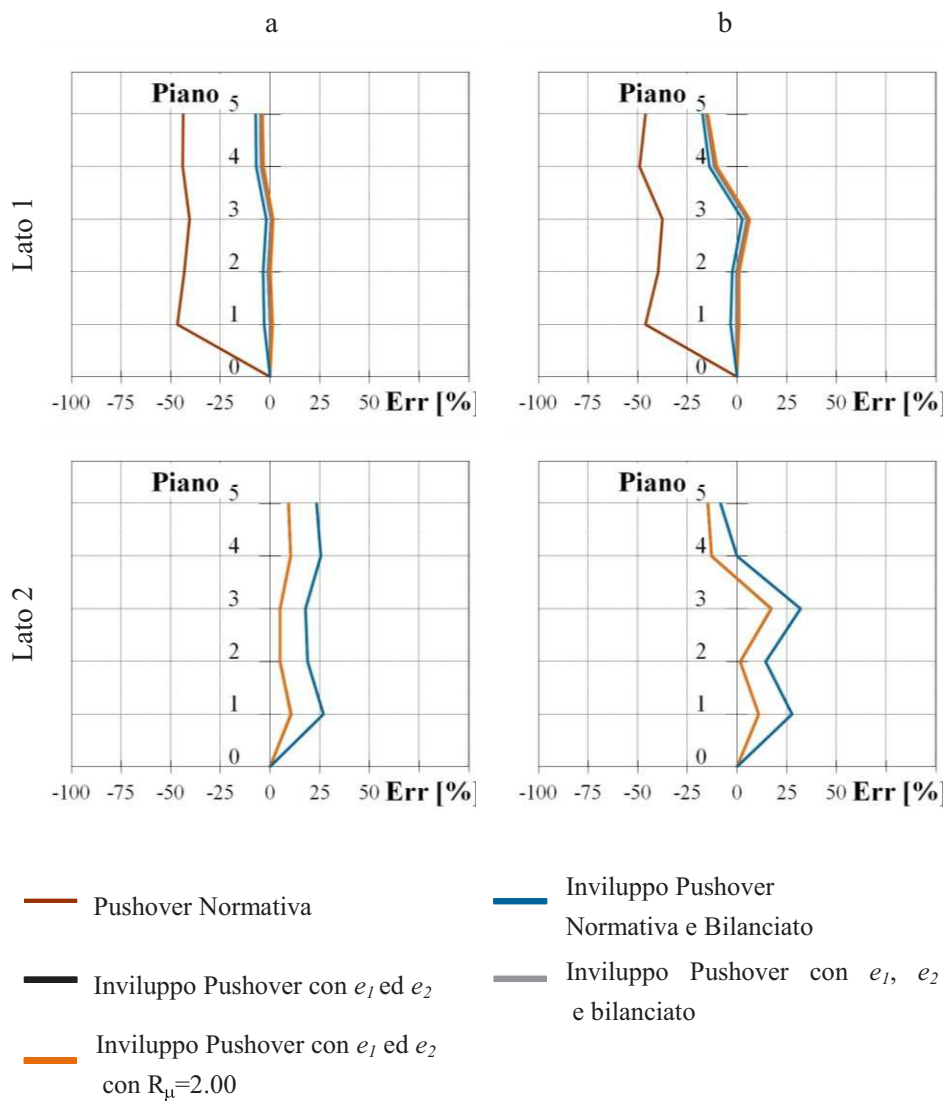 a
b
Lato 1
Piano
5
4
3
2
1
0
-100 -75 -50 -25 0 25 50 Err [%]
Piano
5
4
3
2
1
0
-100 -75 -50 -25 0 25 50 Err [%]
Lato 2
Piano
5
4
3
2
1
0
-100 -75 -50 -25 0 25 50 Err [%]
Piano
5
4
3
2
1
0
-100 -75 -50 -25 0 25 50 Err [%]
Pushover Normativa
Inviluppo Pushover con e1 ed e2
Inviluppo Pushover con e1 ed e2
con Rμ=2.00
Inviluppo Pushover
Normativa e Bilanciato
Inviluppo Pushover con e1, e2
e bilanciato